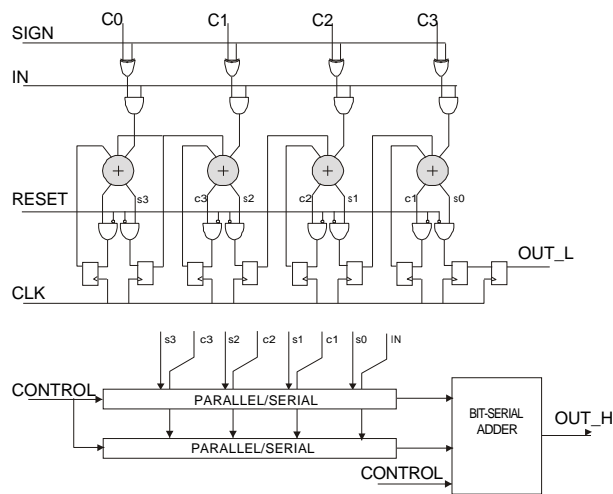 C0 C1 C2 C3
SIGN
IN
+ + + +
s3 c3 s2 c2 s1 c1 s0
RESET
OUT_L
CLK
s3 c3 s2 c2 s1 c1 s0 IN
CONTROL
PARALLEL/SERIAL
BIT-SERIAL
ADDER
OUT_H
PARALLEL/SERIAL
CONTROL